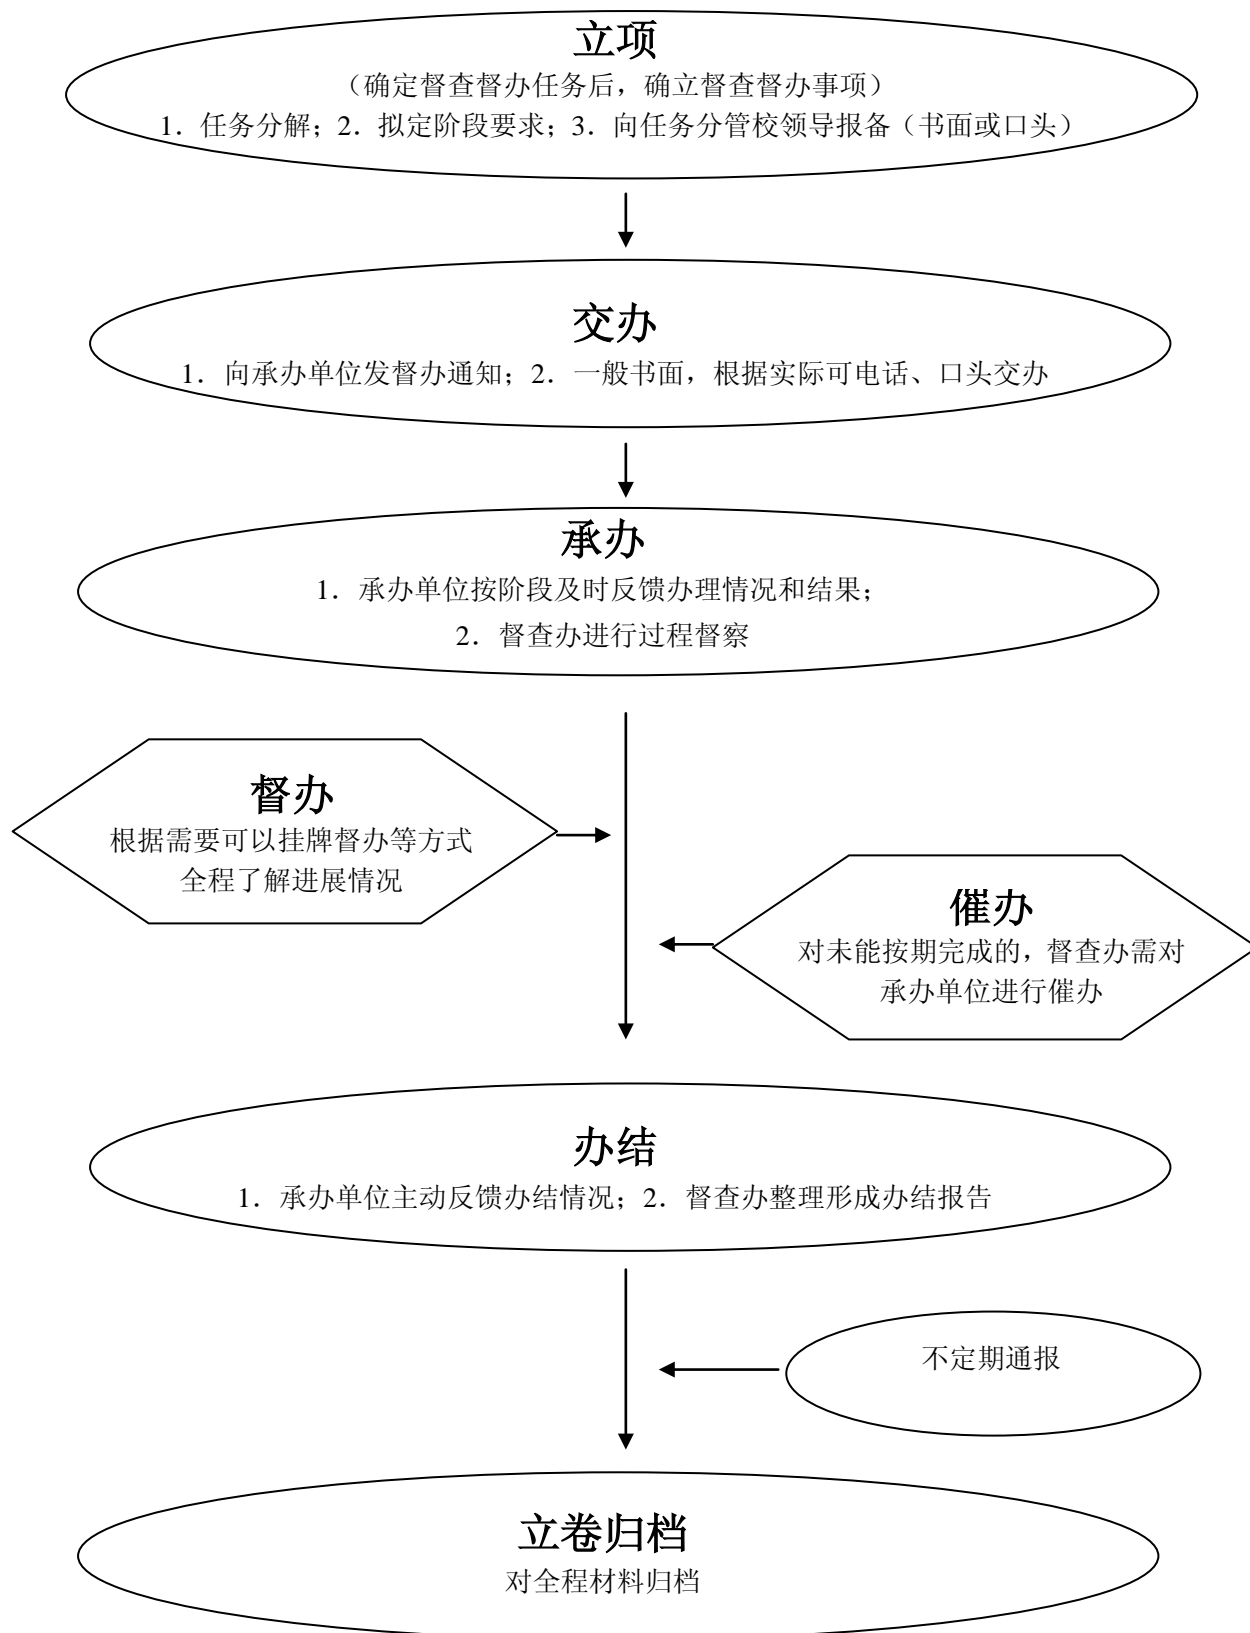 立项
（确定督查督办任务后，确立督查督办事项）
1．任务分解；2．拟定阶段要求；3．向任务分管校领导报备（书面或口头）
交办
1．向承办单位发督办通知；2．一般书面，根据实际可电话、口头交办
承办
1．承办单位按阶段及时反馈办理情况和结果；
2．督查办进行过程督察
督办
根据需要可以挂牌督办等方式
全程了解进展情况
催办
对未能按期完成的，督查办需对
承办单位进行催办
办结
1．承办单位主动反馈办结情况；2．督查办整理形成办结报告
不定期通报
立卷归档
对全程材料归档